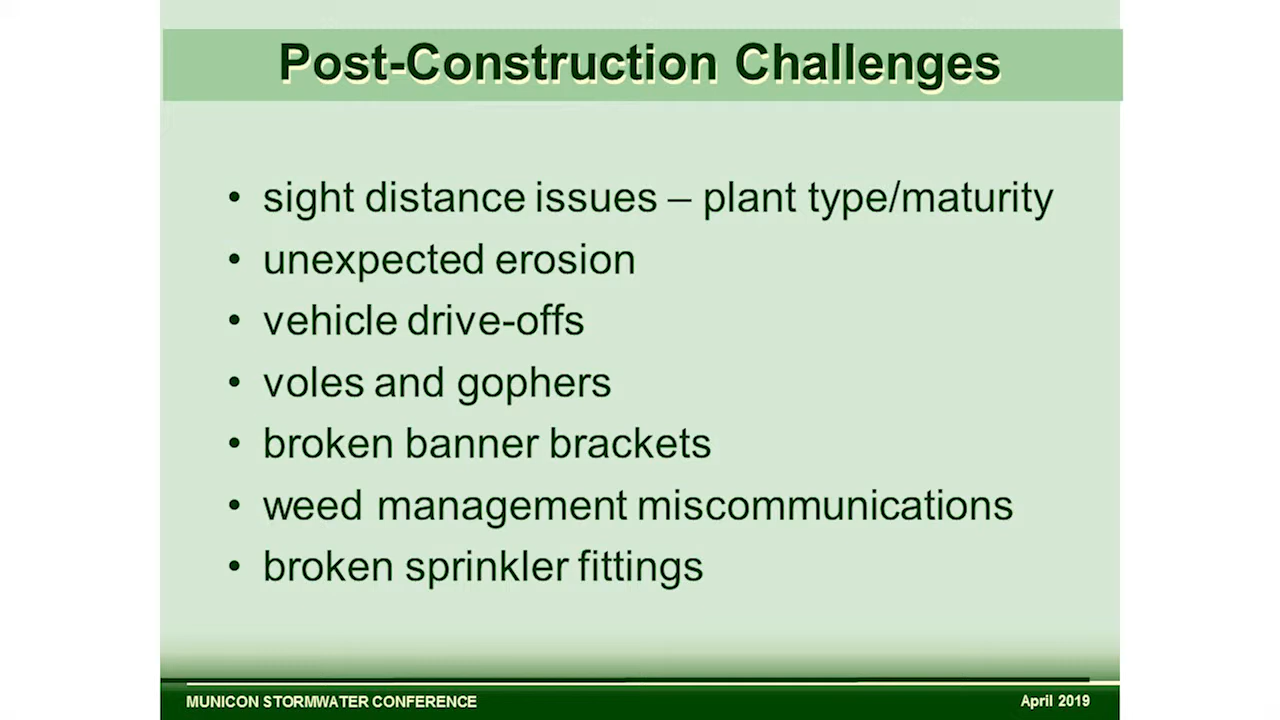 Post-Construction Challenges
• sight distance issues – plant type/maturity
• unexpected erosion
• vehicle drive-offs
• voles and gophers
• broken banner brackets
• weed management miscommunications
• broken sprinkler fittings
MUNICON STORMWATER CONFERENCE
April 2019